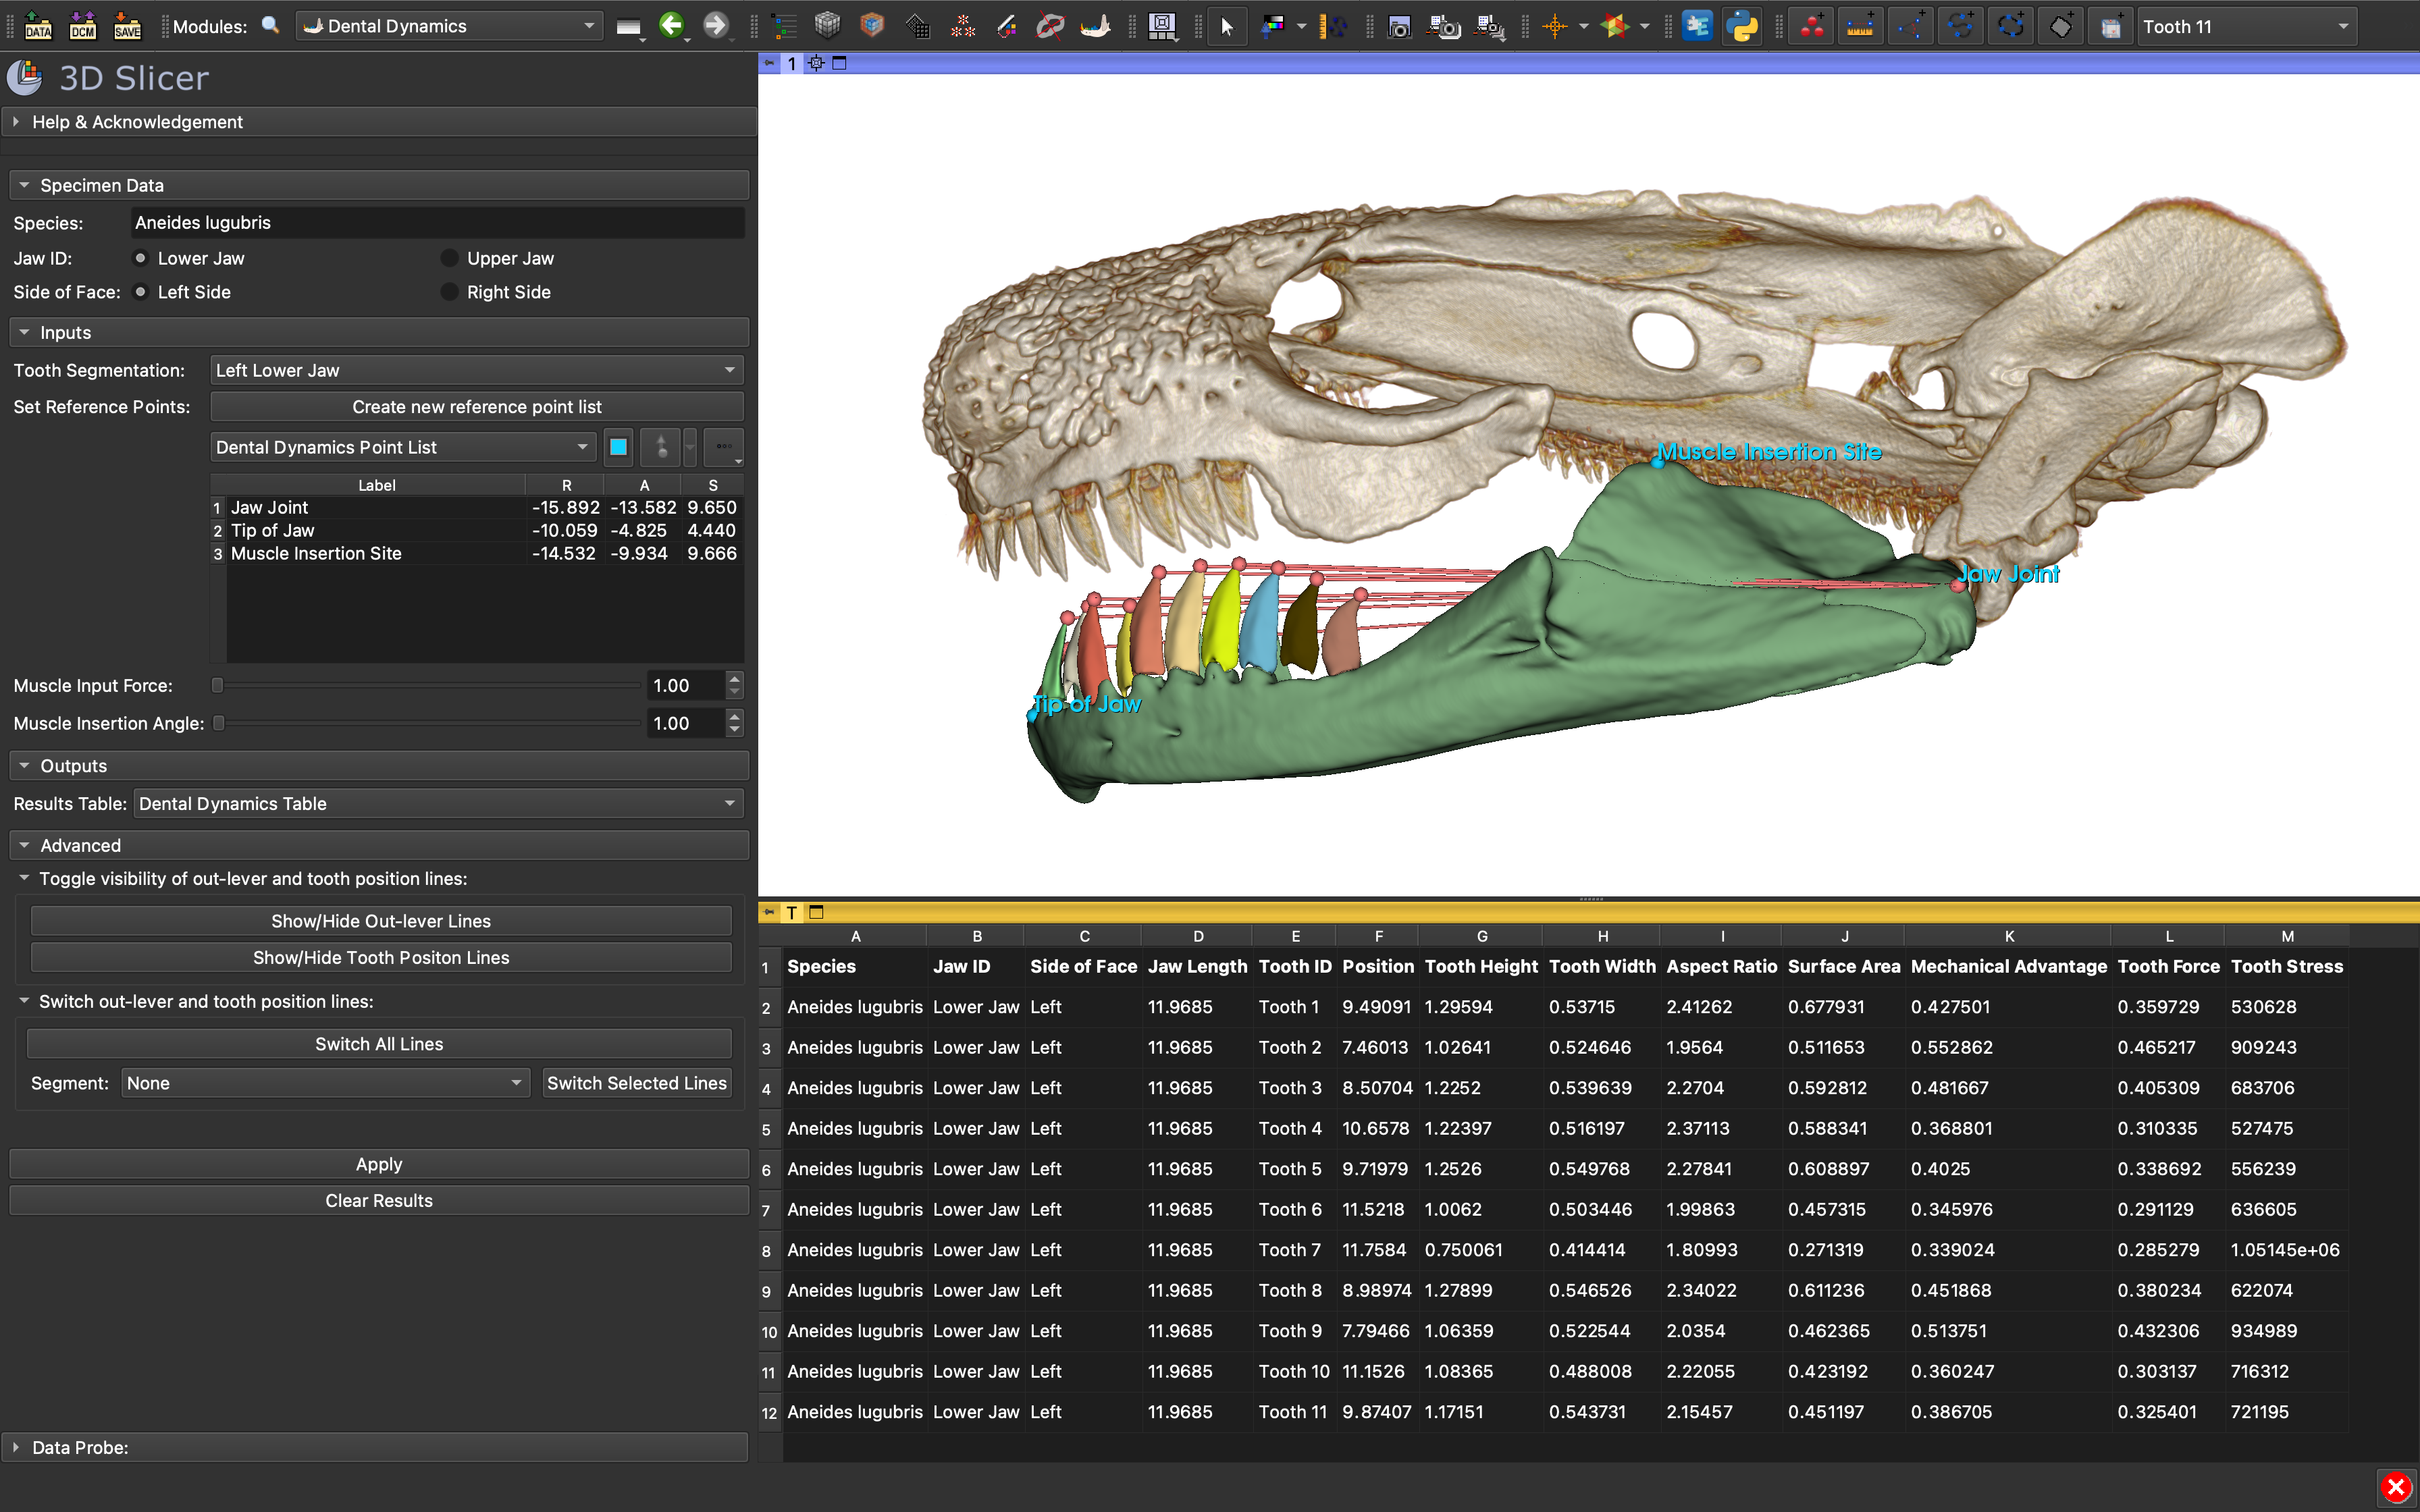 DATA DCM SAVE Modules: Dental Dynamics Tooth 11
3D Slicer
Help & Acknowledgement
Specimen Data
Species: Aneides lugubris
Jaw ID: Lower Jaw Upper Jaw
Side of Face: Left Side Right Side
Inputs
Tooth Segmentation: Left Lower Jaw
Set Reference Points: Create new reference point list
Dental Dynamics Point List
Label R A S
1 Jaw Joint -15.892 -13.582 9.650
2 Tip of Jaw -10.059 -4.825 4.440
3 Muscle Insertion Site -14.532 -9.934 9.666
Muscle Input Force: 1.00
Muscle Insertion Angle: 1.00
Outputs
Results Table: Dental Dynamics Table
Advanced
Toggle visibility of out-lever and tooth position lines:
Show/Hide Out-lever Lines
Show/Hide Tooth Positon Lines
Switch out-lever and tooth position lines:
Switch All Lines
Segment: None Switch Selected Lines
Apply
Clear Results
Data Probe:
1
Muscle Insertion Site
Jaw Joint
Tip of Jaw
T
A B C D E F G H I J K L M
1 Species Jaw ID Side of Face Jaw Length Tooth ID Position Tooth Height Tooth Width Aspect Ratio Surface Area Mechanical Advantage Tooth Force Tooth Stress
2 Aneides lugubris Lower Jaw Left 11.9685 Tooth 1 9.49091 1.29594 0.53715 2.41262 0.677931 0.427501 0.359729 530628
3 Aneides lugubris Lower Jaw Left 11.9685 Tooth 2 7.46013 1.02641 0.524646 1.9564 0.511653 0.552862 0.465217 909243
4 Aneides lugubris Lower Jaw Left 11.9685 Tooth 3 8.50704 1.2252 0.539639 2.2704 0.592812 0.481667 0.405309 683706
5 Aneides lugubris Lower Jaw Left 11.9685 Tooth 4 10.6578 1.22397 0.516197 2.37113 0.588341 0.368801 0.310335 527475
6 Aneides lugubris Lower Jaw Left 11.9685 Tooth 5 9.71979 1.2526 0.549768 2.27841 0.608897 0.4025 0.338692 556239
7 Aneides lugubris Lower Jaw Left 11.9685 Tooth 6 11.5218 1.0062 0.503446 1.99863 0.457315 0.345976 0.291129 636605
8 Aneides lugubris Lower Jaw Left 11.9685 Tooth 7 11.7584 0.750061 0.414414 1.80993 0.271319 0.339024 0.285279 1.05145e+06
9 Aneides lugubris Lower Jaw Left 11.9685 Tooth 8 8.98974 1.27899 0.546526 2.34022 0.611236 0.451868 0.380234 622074
10 Aneides lugubris Lower Jaw Left 11.9685 Tooth 9 7.79466 1.06359 0.522544 2.0354 0.462365 0.513751 0.432306 934989
11 Aneides lugubris Lower Jaw Left 11.9685 Tooth 10 11.1526 1.08365 0.488008 2.22055 0.423192 0.360247 0.303137 716312
12 Aneides lugubris Lower Jaw Left 11.9685 Tooth 11 9.87407 1.17151 0.543731 2.15457 0.451197 0.386705 0.325401 721195